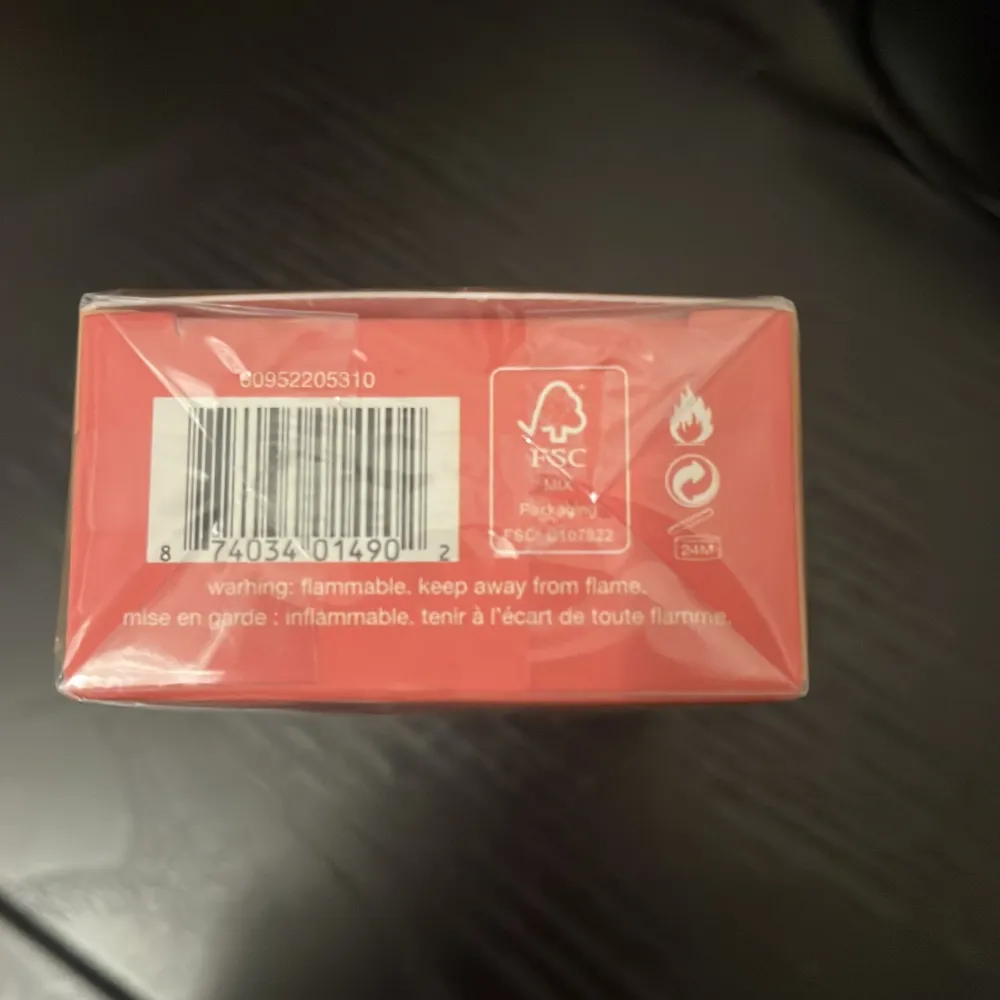 60952205310
8 74034 01490 2
FSC
MIX
Packaging
FSC® C107822
24M
warning: flammable. keep away from flame.
mise en garde : inflammable. tenir à l'écart de toute flamme.